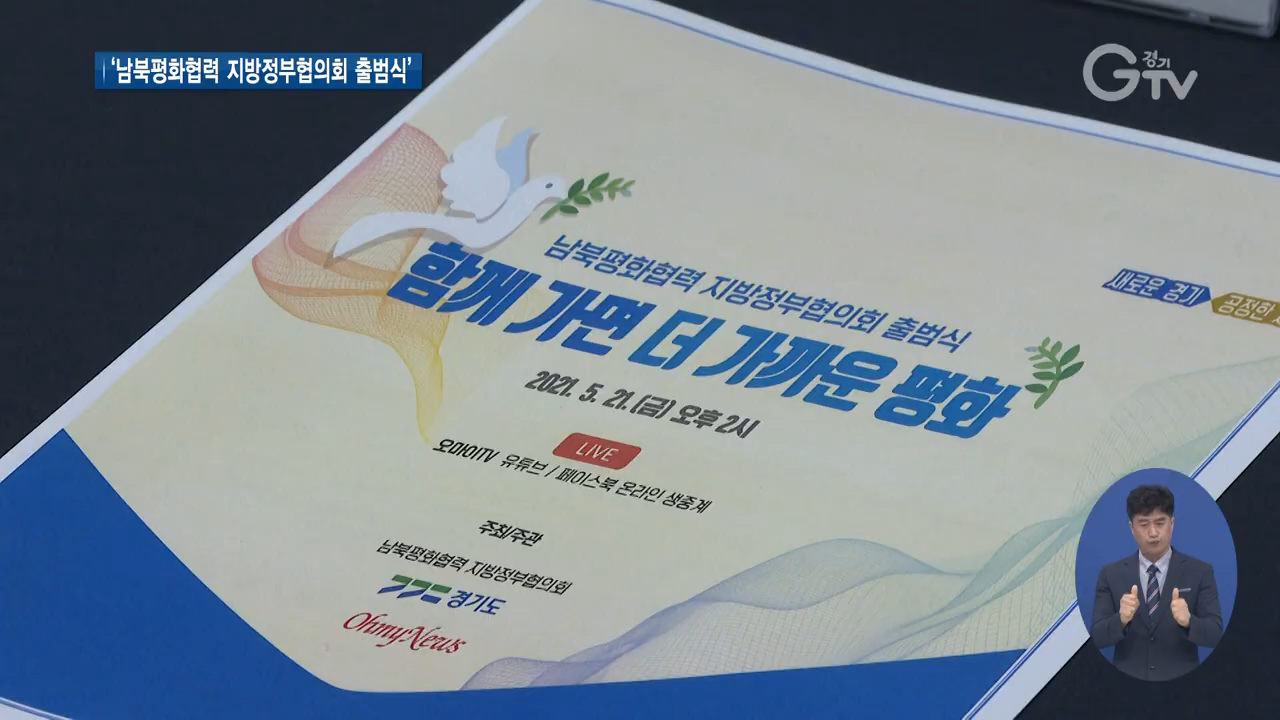 ‘남북평화협력 지방정부협의회 출범식’
G경기TV
남북평화협력 지방정부협의회 출범식
함께 가면 더 가까운 평화
새로운 경기
공정한
2021. 5. 21.(금) 오후 2시
LIVE
오마이TV 유튜브 / 페이스북 온라인 생중계
주최/주관
남북평화협력 지방정부협의회
경기도
OhmyNews